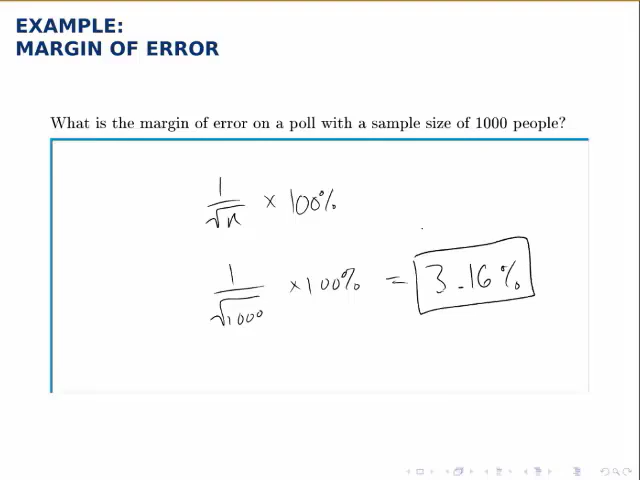 EXAMPLE:
MARGIN OF ERROR
What is the margin of error on a poll with a sample size of 1000 people?
1/√n × 100%
1/√1000 × 100% = 3.16%